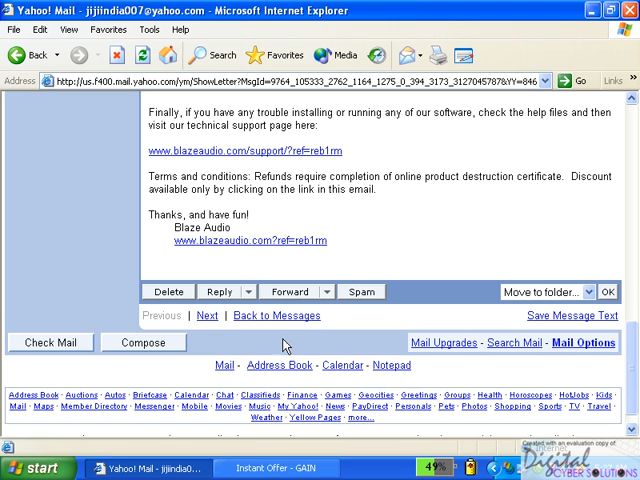 Yahoo! Mail - jijiindia007@yahoo.com - Microsoft Internet Explorer
File Edit View Favorites Tools Help
Back Search Favorites Media
Address http://us.f400.mail.yahoo.com/ym/ShowLetter?MsgId=9764_105333_2762_1164_1275_0_394_3173_3127045787&YY=846 Go Links »
Finally, if you have any trouble installing or running any of our software, check the help files and then
visit our technical support page here:
www.blazeaudio.com/support/?ref=reb1rm
Terms and conditions: Refunds require completion of online product destruction certificate. Discount
available only by clicking on the link in this email.
Thanks, and have fun!
Blaze Audio
www.blazeaudio.com?ref=reb1rm
Delete Reply Forward Spam Move to folder... OK
Previous | Next | Back to Messages Save Message Text
Check Mail Compose Mail Upgrades - Search Mail - Mail Options
Mail - Address Book - Calendar - Notepad
Address Book · Auctions · Autos · Briefcase · Calendar · Chat · Classifieds · Finance · Games · Geocities · Greetings · Groups · Health · Horoscopes · HotJobs · Kids ·
Mail · Maps · Member Directory · Messenger · Mobile · Movies · Music · My Yahoo! · News · PayDirect · Personals · Pets · Photos · Shopping · Sports · TV · Travel ·
Weather · Yellow Pages · more...
Internet
Created with an evaluation copy of
Digital
CYBER SOLUTIONS
start Yahoo! Mail - jijiindia0... Instant Offer - GAIN 49%